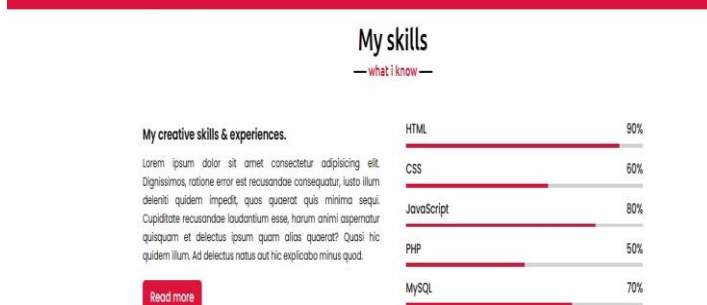 My skills
what i know
My creative skills & experiences.
Lorem ipsum dolor sit amet consectetur adipisicing elit.
Dignissimos, ratione error est recusandae consequatur, iusto illum
deleniti quidem impedit, quos quaerat quis minima sequi.
Cupiditate recusandae laudantium esse, harum animi aspernatur
quisquam et delectus ipsum quam alias quaerat? Quasi hic
quidem illum. Ad delectus natus aut hic explicabo minus quod.
Read more
HTML 90%
CSS 60%
JavaScript 80%
PHP 50%
MySQL 70%